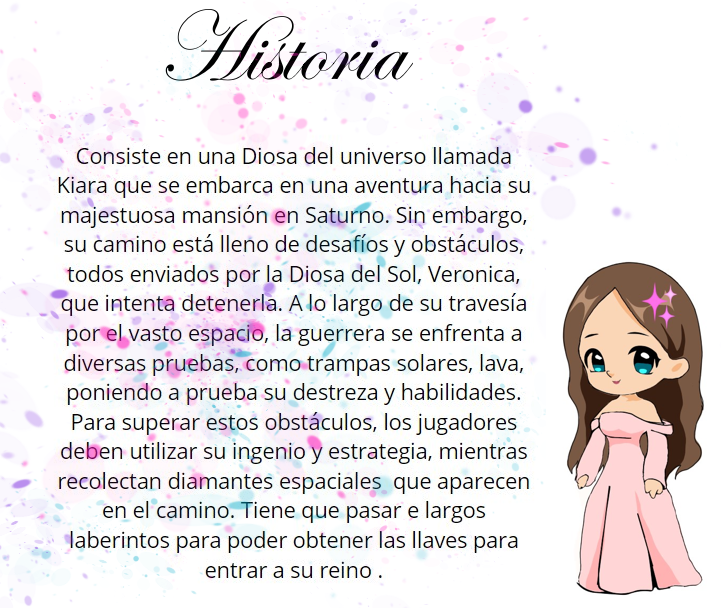 Historia
Consiste en una Diosa del universo llamada
Kiara que se embarca en una aventura hacia su
majestuosa mansión en Saturno. Sin embargo,
su camino está lleno de desafíos y obstáculos,
todos enviados por la Diosa del Sol, Veronica,
que intenta detenerla. A lo largo de su travesía
por el vasto espacio, la guerrera se enfrenta a
diversas pruebas, como trampas solares, lava,
poniendo a prueba su destreza y habilidades.
Para superar estos obstáculos, los jugadores
deben utilizar su ingenio y estrategia, mientras
recolectan diamantes espaciales  que aparecen
en el camino. Tiene que pasar e largos
laberintos para poder obtener las llaves para
entrar a su reino .